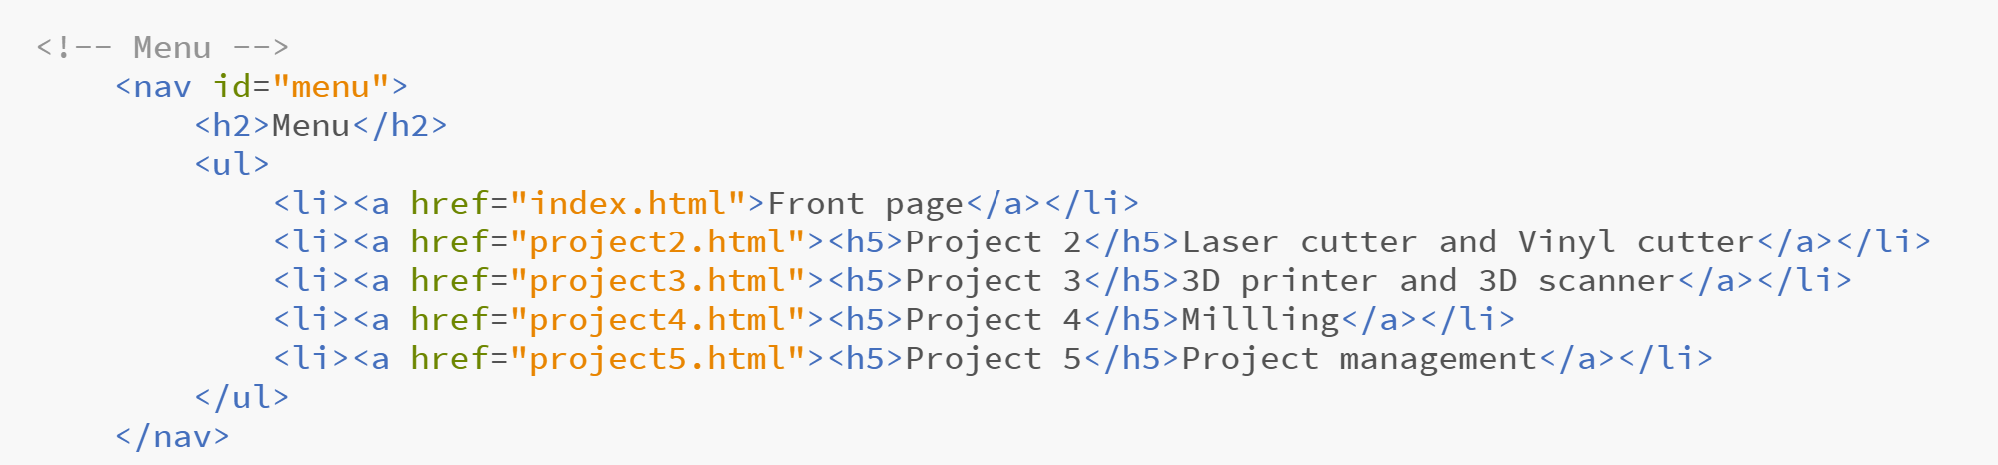 <!-- Menu -->
<nav id="menu">
<h2>Menu</h2>
<ul>
<li><a href="index.html">Front page</a></li>
<li><a href="project2.html"><h5>Project 2</h5>Laser cutter and Vinyl cutter</a></li>
<li><a href="project3.html"><h5>Project 3</h5>3D printer and 3D scanner</a></li>
<li><a href="project4.html"><h5>Project 4</h5>Millling</a></li>
<li><a href="project5.html"><h5>Project 5</h5>Project management</a></li>
</ul>
</nav>